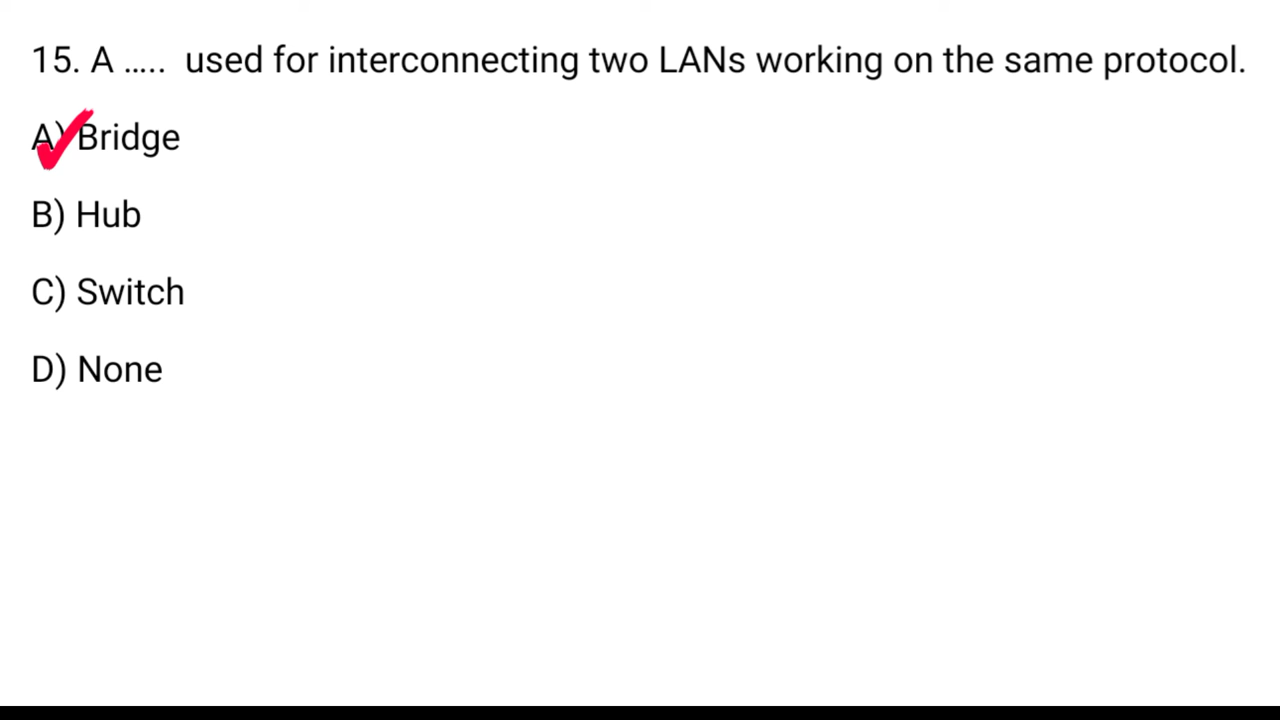 15. A ..... used for interconnecting two LANs working on the same protocol.
A) Bridge
B) Hub
C) Switch
D) None